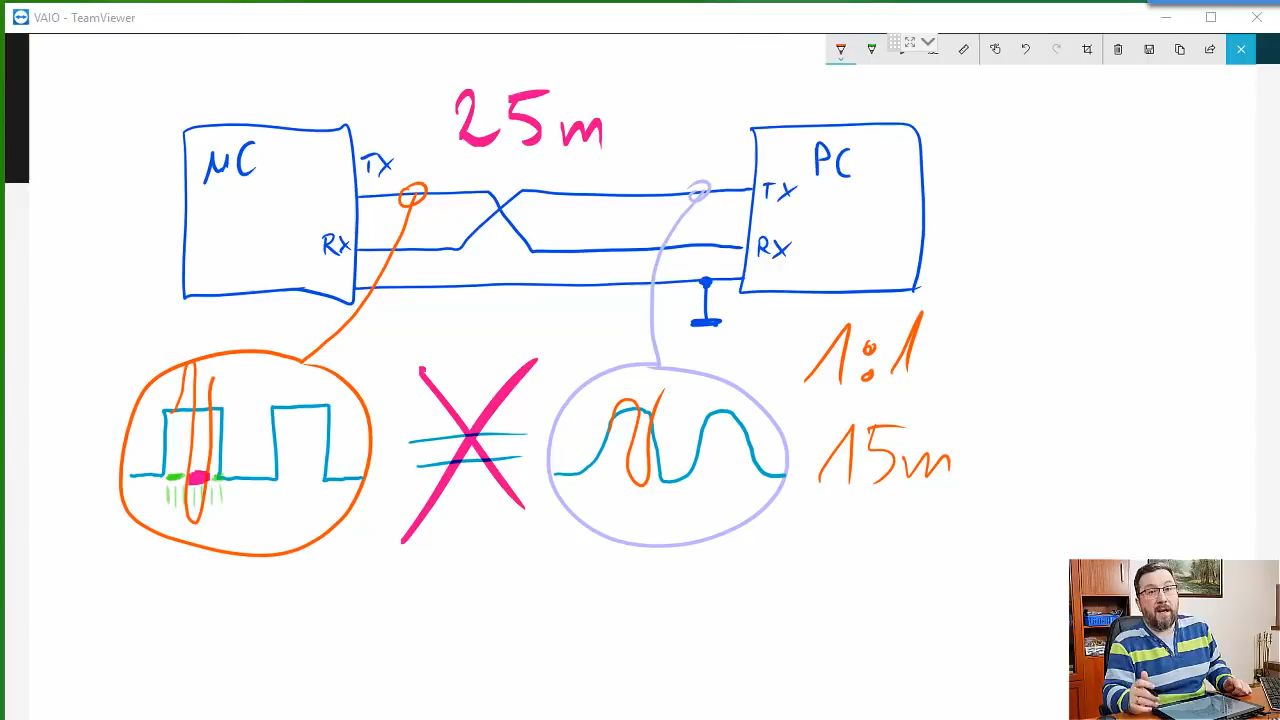 VAIO - TeamViewer
25m
μC
TX
RX
PC
TX
RX
1:1
15m